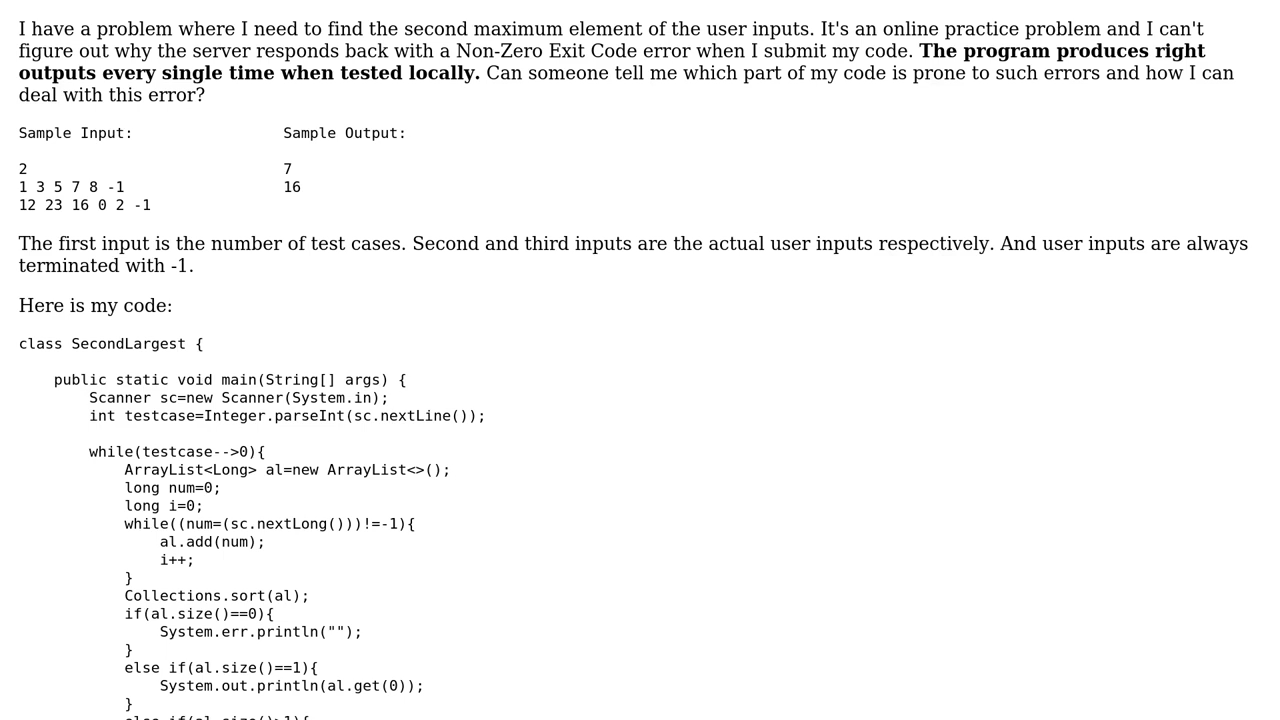 I have a problem where I need to find the second maximum element of the user inputs. It's an online practice problem and I can't
figure out why the server responds back with a Non-Zero Exit Code error when I submit my code. The program produces right
outputs every single time when tested locally. Can someone tell me which part of my code is prone to such errors and how I can
deal with this error?
Sample Input:                 Sample Output:
2                             7
1 3 5 7 8 -1                  16
12 23 16 0 2 -1
The first input is the number of test cases. Second and third inputs are the actual user inputs respectively. And user inputs are always
terminated with -1.
Here is my code:
class SecondLargest {
    public static void main(String[] args) {
        Scanner sc=new Scanner(System.in);
        int testcase=Integer.parseInt(sc.nextLine());
        while(testcase-->0){
            ArrayList<Long> al=new ArrayList<>();
            long num=0;
            long i=0;
            while((num=(sc.nextLong()))!=-1){
                al.add(num);
                i++;
            }
            Collections.sort(al);
            if(al.size()==0){
                System.err.println("");
            }
            else if(al.size()==1){
                System.out.println(al.get(0));
            }
            else if(al.size()>1){